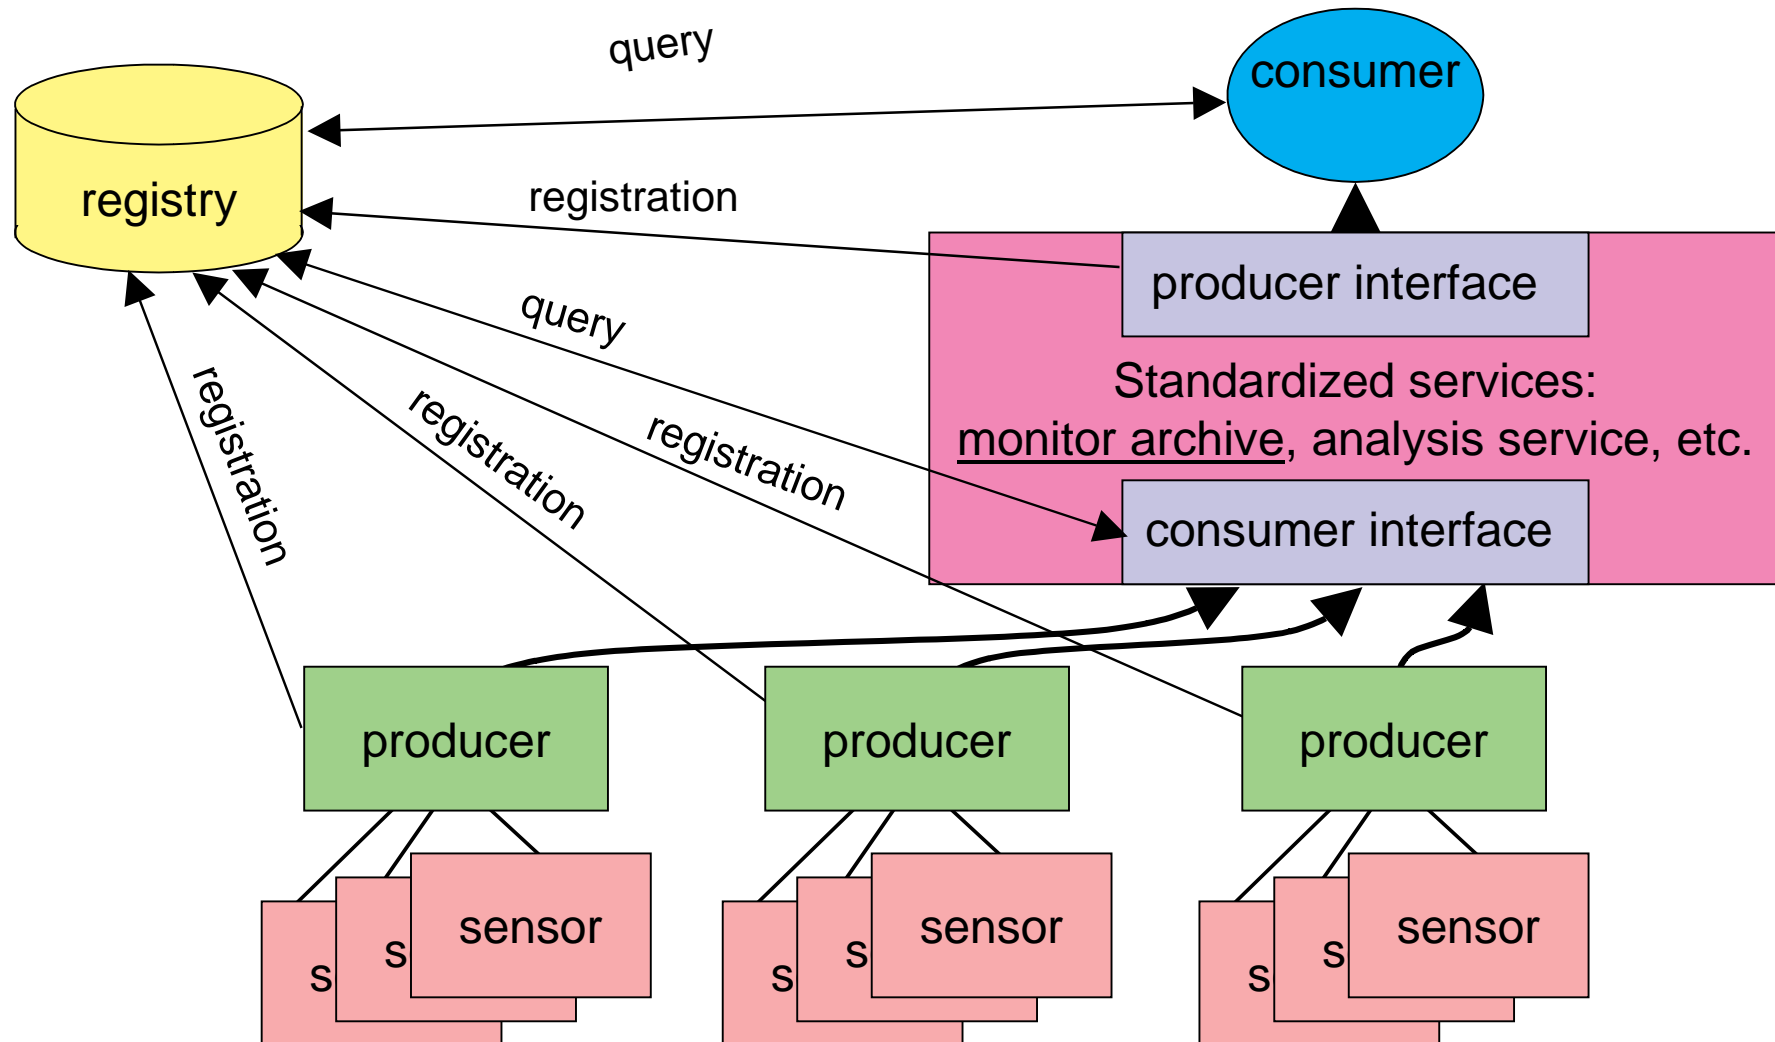 query
consumer
registry
registration
producer interface
query
Standardized services:
monitor archive, analysis service, etc.
registration
registration
registration
consumer interface
producer
producer
producer
sensor
s
s
sensor
s
s
sensor
s
s